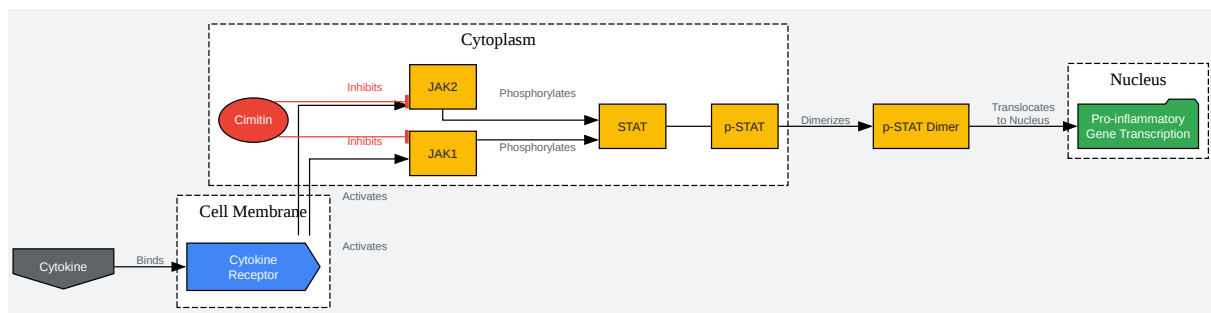 Cytoplasm
Inhibits
JAK2
Phosphorylates
Cimitin
STAT
p-STAT
Dimerizes
p-STAT Dimer
Translocates
to Nucleus
Nucleus
Pro-inflammatory
Gene Transcription
Inhibits
JAK1
Phosphorylates
Activates
Cell Membrane
Activates
Cytokine
Binds
Cytokine
Receptor